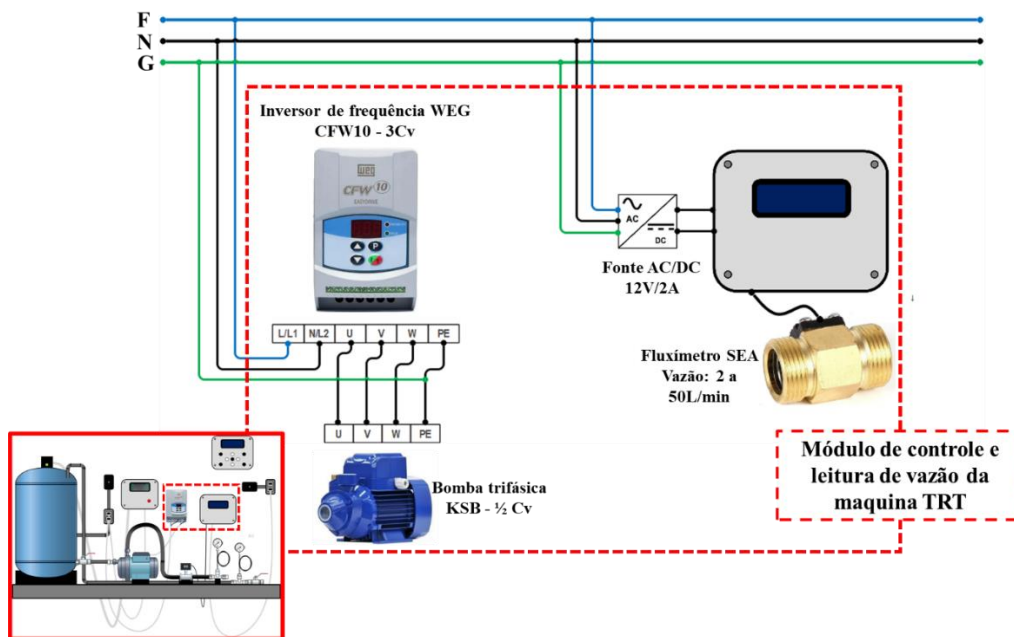 F
N
G
Inversor de frequência WEG
CFW10 - 3Cv
WEG
CFW 10
L/L1 N/L2 U V W PE
U V W PE
Bomba trifásica
KSB - ½ Cv
AC
DC
Fonte AC/DC
12V/2A
Fluxímetro SEA
Vazão: 2 a
50L/min
Módulo de controle e
leitura de vazão da
maquina TRT
P